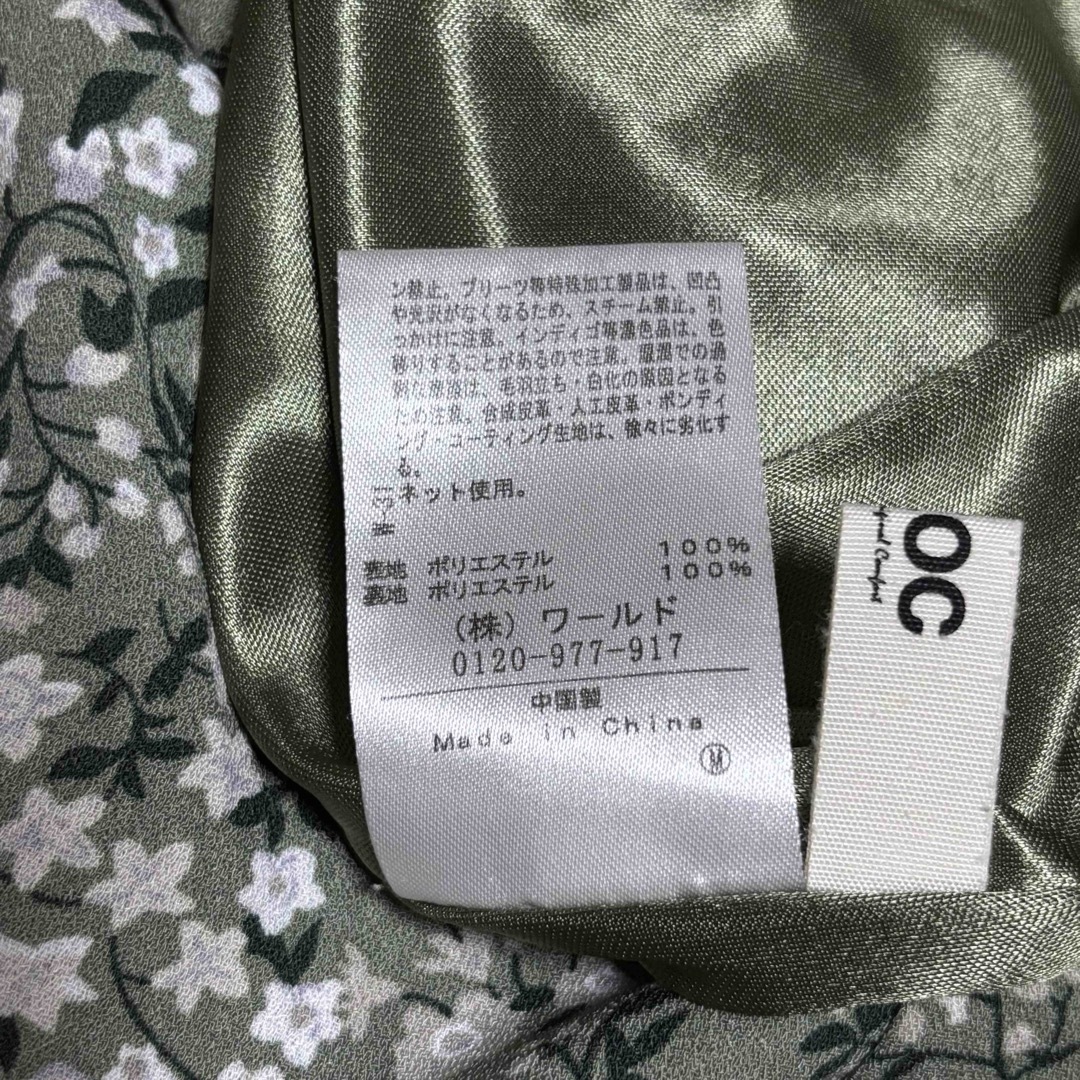 ン禁止。プリーツ等特殊加工製品は、凹凸
や光沢がなくなるため、スチーム禁止。引
っかけに注意。インディゴ等濃色品は、色
移りすることがあるので注意。湿潤での過
度な摩擦は、毛羽立ち・白化の原因となる
ため注意。合成皮革・人工皮革・ボンディ
ング・コーティング生地は、徐々に劣化す
る。
ネット使用。
表地 ポリエステル 100%
裏地 ポリエステル 100%
(株) ワールド
0120-977-917
中国製
Made in China
M
OC
Comfort